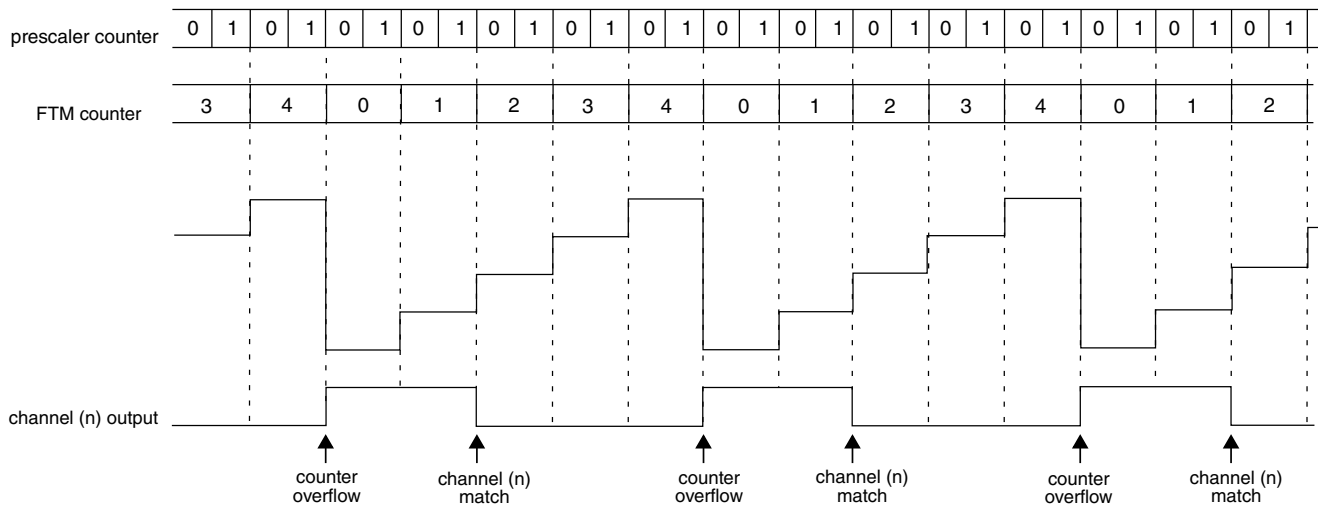 prescaler counter 0 1 0 1 0 1 0 1 0 1 0 1 0 1 0 1 0 1 0 1 0 1 0 1 0 1 0 1 0 1
FTM counter 3 4 0 1 2 3 4 0 1 2 3 4 0 1 2
channel (n) output
counter
overflow
channel (n)
match
counter
overflow
channel (n)
match
counter
overflow
channel (n)
match